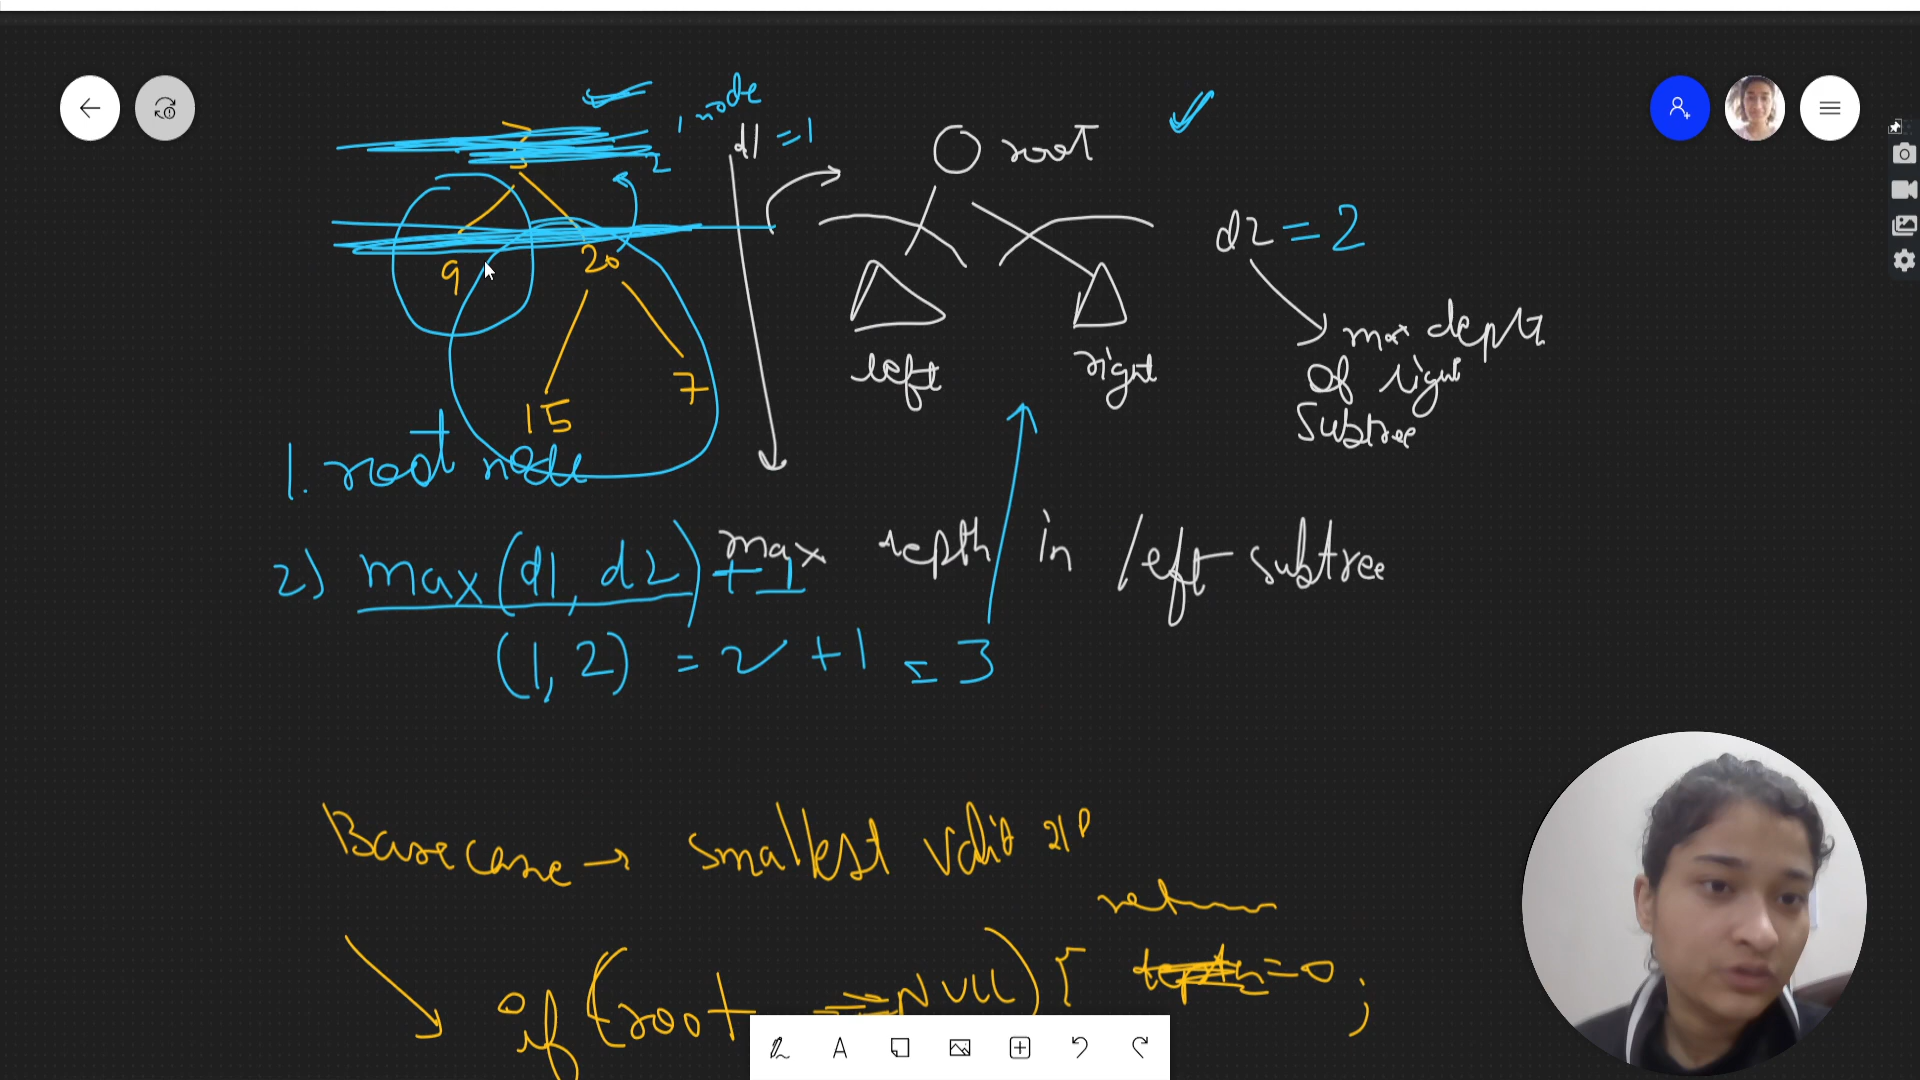 1 node
3
d1 = 1
2
root
9
20
d2 = 2
max depth
of right
subtree
15
7
left
right
1. root node
2) max(d1, d2) + 1
max depth in left subtree
(1, 2) = 2 + 1 = 3
Base case → smallest valid i/p
return
if (root == NULL) { depth = 0 ;
A